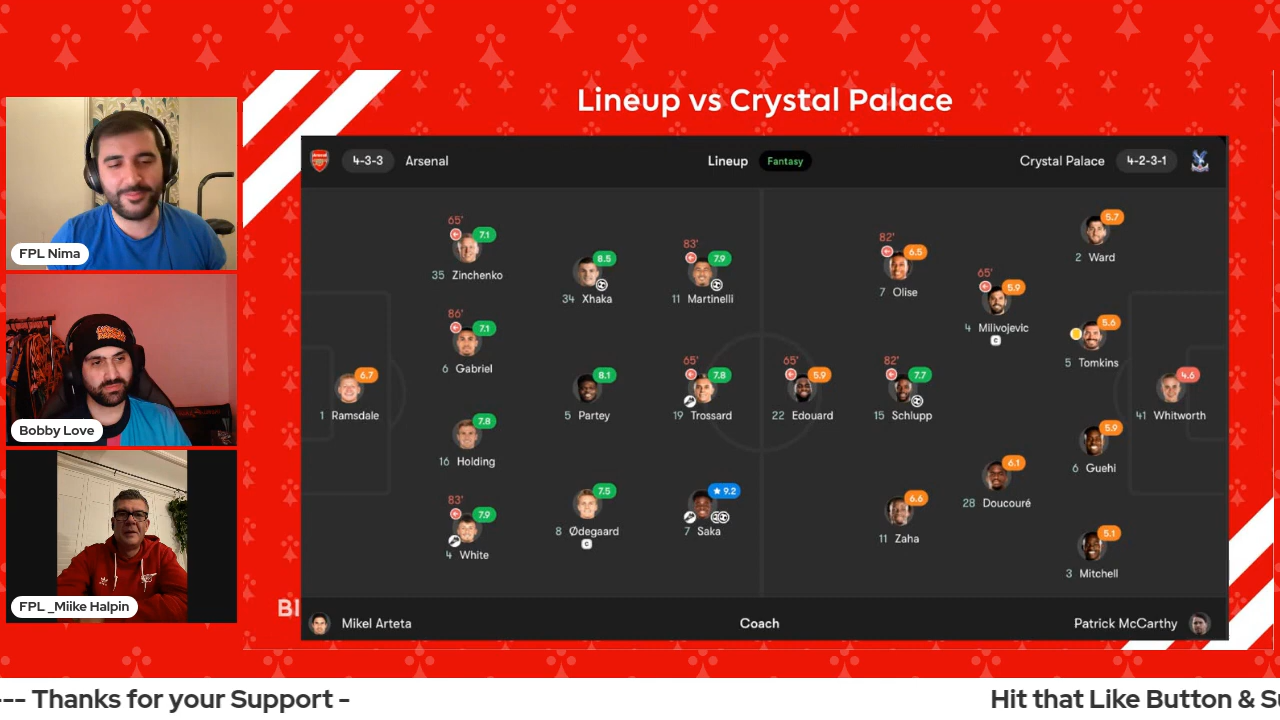 Lineup vs Crystal Palace
4-3-3 Arsenal
Lineup Fantasy
Crystal Palace 4-2-3-1
FPL Nima
Bobby Love
FPL _Miike Halpin
6.7
1 Ramsdale
65'
7.1
35 Zinchenko
86'
7.1
6 Gabriel
7.8
16 Holding
83'
7.9
4 White
8.5
34 Xhaka
8.1
5 Partey
7.5
8 Ødegaard
c
83'
7.9
11 Martinelli
65'
7.8
19 Trossard
9.2
7 Saka
65'
5.9
22 Edouard
82'
6.5
7 Olise
82'
7.7
15 Schlupp
6.6
11 Zaha
65'
5.9
4 Milivojevic
c
6.1
28 Doucouré
5.7
2 Ward
5.6
5 Tomkins
5.9
6 Guehi
5.1
3 Mitchell
4.6
41 Whitworth
Bl
Mikel Arteta
Coach
Patrick McCarthy
--- Thanks for your Support -
Hit that Like Button & Su